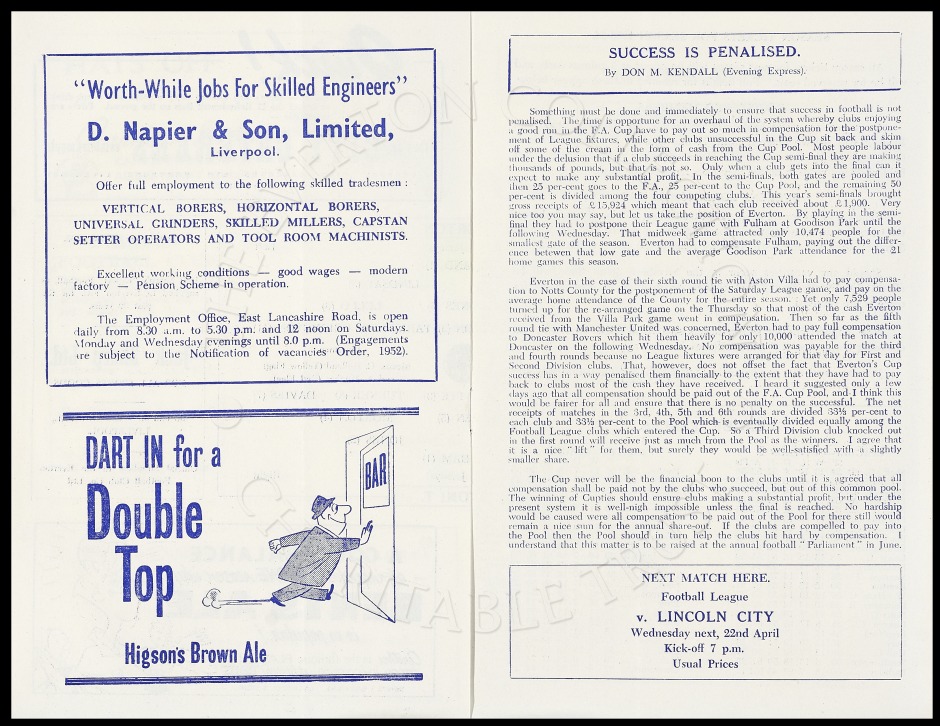 "Worth-While Jobs For Skilled Engineers"
D. Napier & Son, Limited,
Liverpool.
Offer full employment to the following skilled tradesmen :
VERTICAL BORERS, HORIZONTAL BORERS,
UNIVERSAL GRINDERS, SKILLED MILLERS, CAPSTAN
SETTER OPERATORS AND TOOL ROOM MACHINISTS.
Excellent working conditions — good wages — modern
factory — Pension Scheme in operation.
The Employment Office, East Lancashire Road, is open
daily from 8.30 a.m. to 5.30 p.m. and 12 noon on Saturdays.
Monday and Wednesday evenings until 8.0 p.m. (Engagements
are subject to the Notification of vacancies Order, 1952).
DART IN for a
Double
Top
BAR
Higson's Brown Ale
SUCCESS IS PENALISED.
By DON M. KENDALL (Evening Express).
Something must be done and immediately to ensure that success in football is not
penalised. The time is opportune for an overhaul of the system whereby clubs enjoying
a good run in the F.A. Cup have to pay out so much in compensation for the postpone-
ment of League fixtures, while other clubs unsuccessful in the Cup sit back and skim
off some of the cream in the form of cash from the Cup Pool. Most people labour
under the delusion that if a club succeeds in reaching the Cup semi-final they are making
thousands of pounds, but that is not so. Only when a club gets into the final can it
expect to make any substantial profit. In the semi-finals, both gates are pooled and
then 25 per-cent goes to the F.A., 25 per-cent to the Cup Pool, and the remaining 50
per-cent is divided among the four competing clubs. This year's semi-finals brought
gross receipts of £15,924 which meant that each club received about £1,900. Very
nice too you may say, but let us take the position of Everton. By playing in the semi-
final they had to postpone their League game with Fulham at Goodison Park until the
following Wednesday. That midweek game attracted only 10,474 people for the
smallest gate of the season. Everton had to compensate Fulham, paying out the differ-
ence betewen that low gate and the average Goodison Park attendance for the 21
home games this season.
Everton in the case of their sixth round tie with Aston Villa had to pay compensa-
tion to Notts County for the postponement of the Saturday League game, and pay on the
average home attendance of the County for the entire season. Yet only 7,529 people
turned up for the re-arranged game on the Thursday so that most of the cash Everton
received from the Villa Park game went in compensation. Then so far as the fifth
round tie with Manchester United was concerned, Everton had to pay full compensation
to Doncaster Rovers which hit them heavily for only 10,000 attended the match at
Doncaster on the following Wednesday. No compensation was payable for the third
and fourth rounds because no League fixtures were arranged for that day for First and
Second Division clubs. That, however, does not offset the fact that Everton's Cup
success has in a way penalised them financially to the extent that they have had to pay
back to clubs most of the cash they have received. I heard it suggested only a few
days ago that all compensation should be paid out of the F.A. Cup Pool, and I think this
would be fairer for all and ensure that there is no penalty on the successful. The net
receipts of matches in the 3rd, 4th, 5th and 6th rounds are divided 33⅓ per-cent to
each club and 33⅓ per-cent to the Pool which is eventually divided equally among the
Football League clubs which entered the Cup. So a Third Division club knocked out
in the first round will receive just as much from the Pool as the winners. I agree that
it is a nice "lift" for them, but surely they would be well-satisfied with a slightly
smaller share.
The Cup never will be the financial boon to the clubs until it is agreed that all
compensation shall be paid not by the clubs who succeed, but out of this common pool.
The winning of Cupties should ensure clubs making a substantial profit, but under the
present system it is well-nigh impossible unless the final is reached. No hardship
would be caused were all compensation to be paid out of the Pool for there still would
remain a nice sum for the annual share-out. If the clubs are compelled to pay into
the Pool then the Pool should in turn help the clubs hit hard by compensation. I
understand that this matter is to be raised at the annual football "Parliament" in June.
NEXT MATCH HERE.
Football League
v. LINCOLN CITY
Wednesday next, 22nd April
Kick-off 7 p.m.
Usual Prices